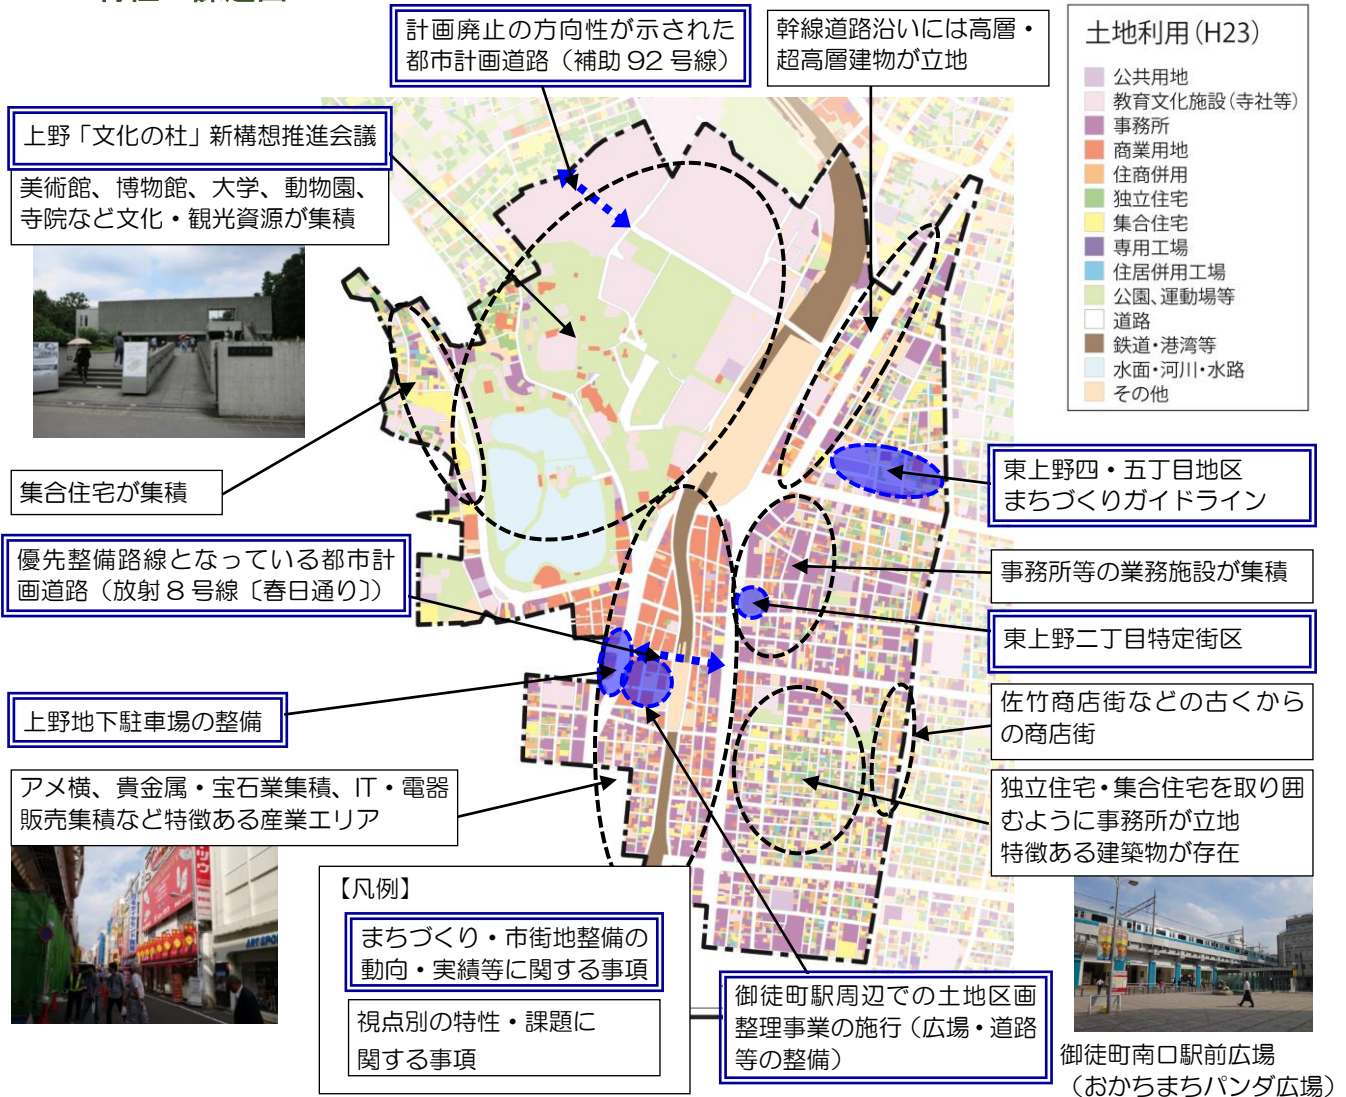 計画廃止の方向性が示された
都市計画道路（補助 92 号線）
幹線道路沿いには高層・
超高層建物が立地
土地利用（H23）
公共用地
教育文化施設（寺社等）
事務所
商業用地
住商併用
独立住宅
集合住宅
専用工場
住居併用工場
公園、運動場等
道路
鉄道・港湾等
水面・河川・水路
その他
上野「文化の杜」新構想推進会議
美術館、博物館、大学、動物園、
寺院など文化・観光資源が集積
集合住宅が集積
優先整備路線となっている都市計
画道路（放射８号線〔春日通り〕）
上野地下駐車場の整備
アメ横、貴金属・宝石業集積、IT・電器
販売集積など特徴ある産業エリア
東上野四・五丁目地区
まちづくりガイドライン
事務所等の業務施設が集積
東上野二丁目特定街区
佐竹商店街などの古くから
の商店街
独立住宅・集合住宅を取り囲
むように事務所が立地
特徴ある建築物が存在
【凡例】
まちづくり・市街地整備の
動向・実績等に関する事項
視点別の特性・課題に
関する事項
御徒町駅周辺での土地区画
整理事業の施行（広場・道路
等の整備）
御徒町南口駅前広場
（おかちまちパンダ広場）